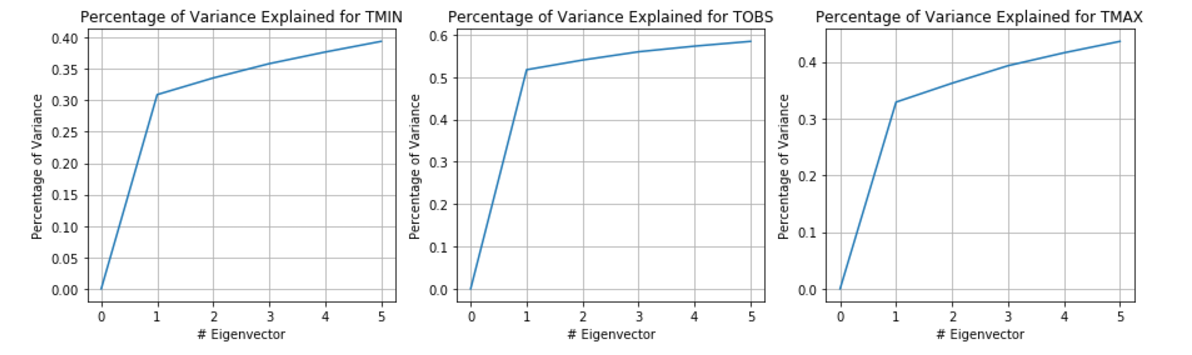 Percentage of Variance Explained for TMIN
0.40
0.35
0.30
0.25
0.20
0.15
0.10
0.05
0.00
Percentage of Variance
0 1 2 3 4 5
# Eigenvector
Percentage of Variance Explained for TOBS
0.6
0.5
0.4
0.3
0.2
0.1
0.0
Percentage of Variance
0 1 2 3 4 5
# Eigenvector
Percentage of Variance Explained for TMAX
0.4
0.3
0.2
0.1
0.0
Percentage of Variance
0 1 2 3 4 5
# Eigenvector